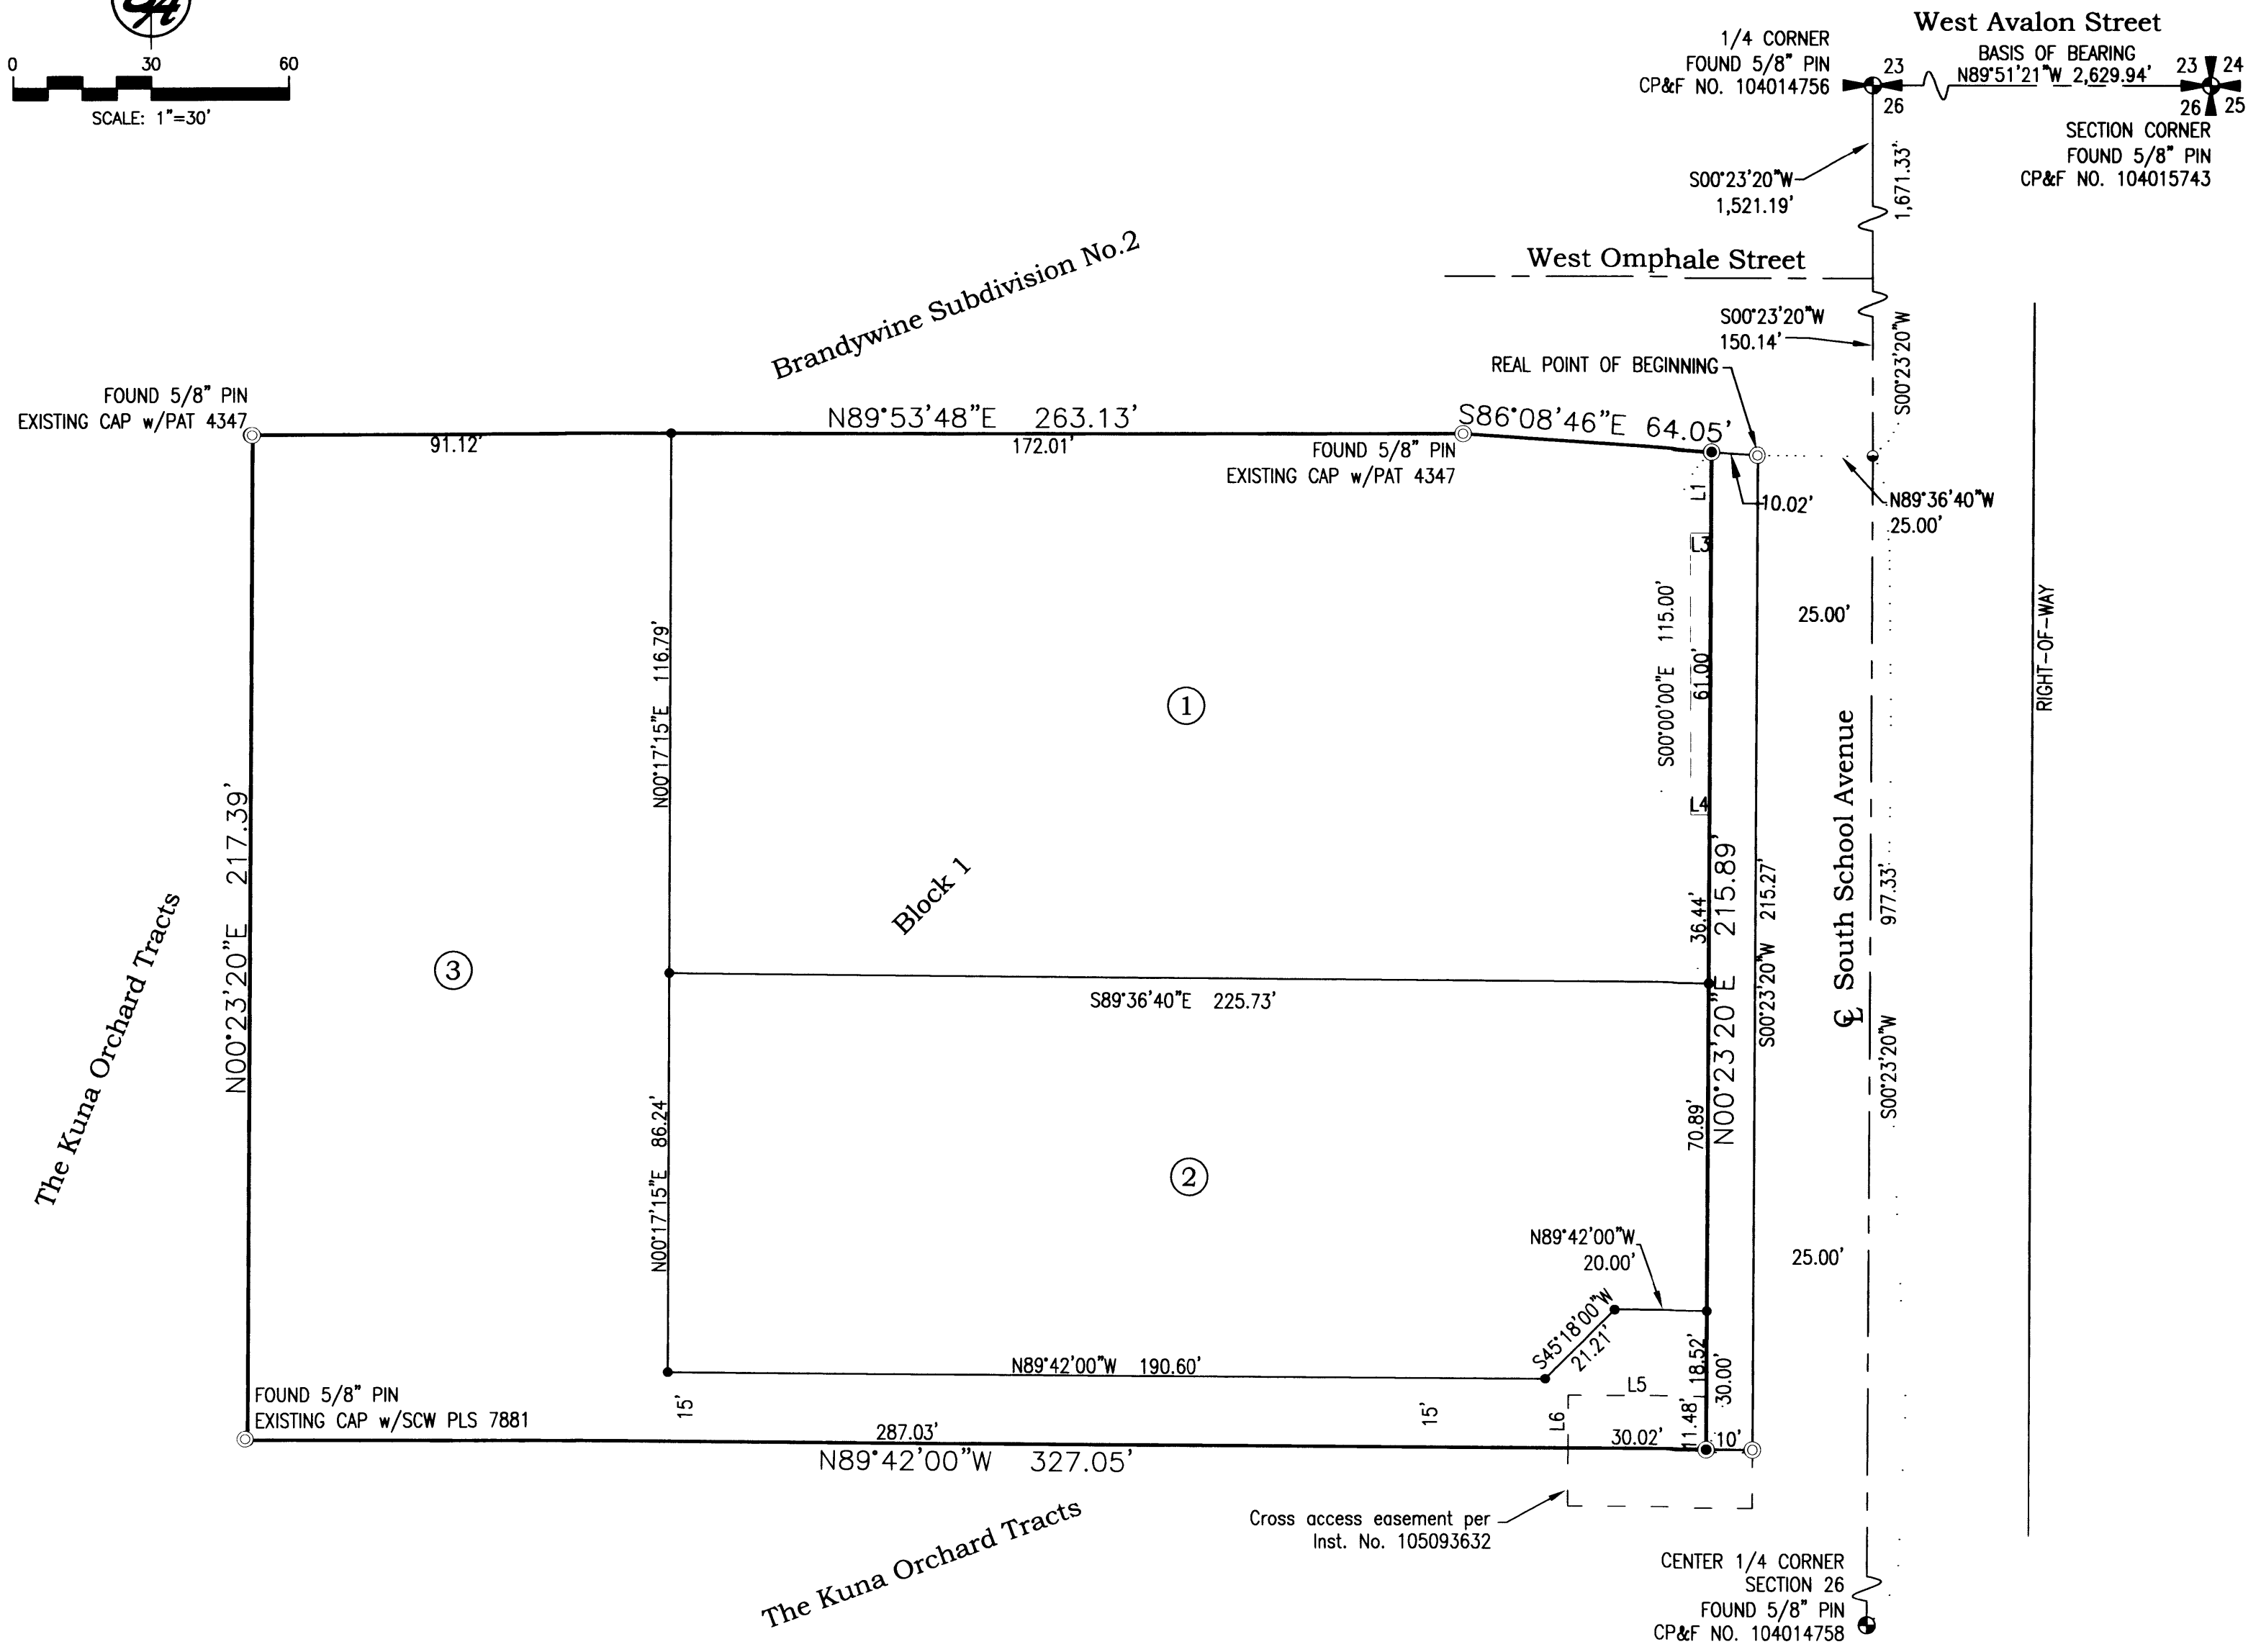 0 30 60
SCALE: 1"=30'
West Avalon Street
1/4 CORNER
FOUND 5/8" PIN
CP&F NO. 104014756
23
26
BASIS OF BEARING
N89°51'21"W 2,629.94'
23 24
26 25
SECTION CORNER
FOUND 5/8" PIN
CP&F NO. 104015743
S00°23'20"W
1,521.19'
1,671.33'
West Omphale Street
S00°23'20"W
150.14'
S00°23'20"W
REAL POINT OF BEGINNING
Brandywine Subdivision No.2
FOUND 5/8" PIN
EXISTING CAP w/PAT 4347
N89°53'48"E 263.13'
S86°08'46"E 64.05'
91.12'
172.01'
FOUND 5/8" PIN
EXISTING CAP w/PAT 4347
L1
10.02'
N89°36'40"W
25.00'
L3
25.00'
S00°00'00"E 115.00'
61.00'
RIGHT-OF-WAY
N00°17'15"E 116.79'
1
L4
South School Avenue
N00°23'20"E 217.39'
Block 1
36.44'
N00°23'20"E 215.89'
S00°23'20"W 215.27'
977.33'
The Kuna Orchard Tracts
3
S89°36'40"E 225.73'
S00°23'20"W
N00°17'15"E 86.24'
70.89'
2
N89°42'00"W
20.00'
25.00'
S45°18'00"W
21.21'
N89°42'00"W 190.60'
18.52'
30.00'
FOUND 5/8" PIN
EXISTING CAP w/SCW PLS 7881
15'
15'
L5
L6
11.48'
287.03'
30.02'
10'
N89°42'00"W 327.05'
Cross access easement per
Inst. No. 105093632
The Kuna Orchard Tracts
CENTER 1/4 CORNER
SECTION 26
FOUND 5/8" PIN
CP&F NO. 104014758